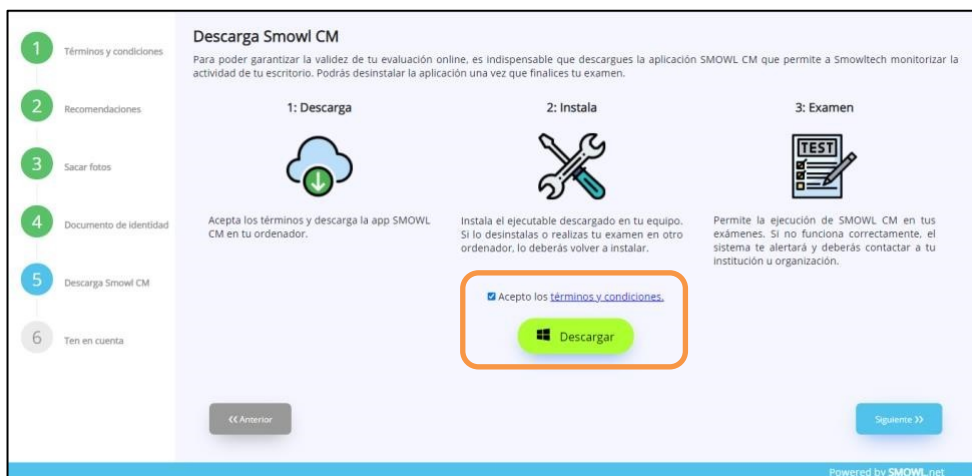 1 Términos y condiciones
2 Recomendaciones
3 Sacar fotos
4 Documento de identidad
5 Descarga Smowl CM
6 Ten en cuenta
Descarga Smowl CM
Para poder garantizar la validez de tu evaluación online, es indispensable que descargues la aplicación SMOWL CM que permite a Smowltech monitorizar la
actividad de tu escritorio. Podrás desinstalar la aplicación una vez que finalices tu examen.
1: Descarga
Acepta los términos y descarga la app SMOWL
CM en tu ordenador.
2: Instala
Instala el ejecutable descargado en tu equipo.
Si lo desinstalas o realizas tu examen en otro
ordenador, lo deberás volver a instalar.
3: Examen
TEST
Permite la ejecución de SMOWL CM en tus
exámenes. Si no funciona correctamente, el
sistema te alertará y deberás contactar a tu
institución u organización.
Acepto los términos y condiciones.
Descargar
Anterior
Siguiente
Powered by SMOWL.net